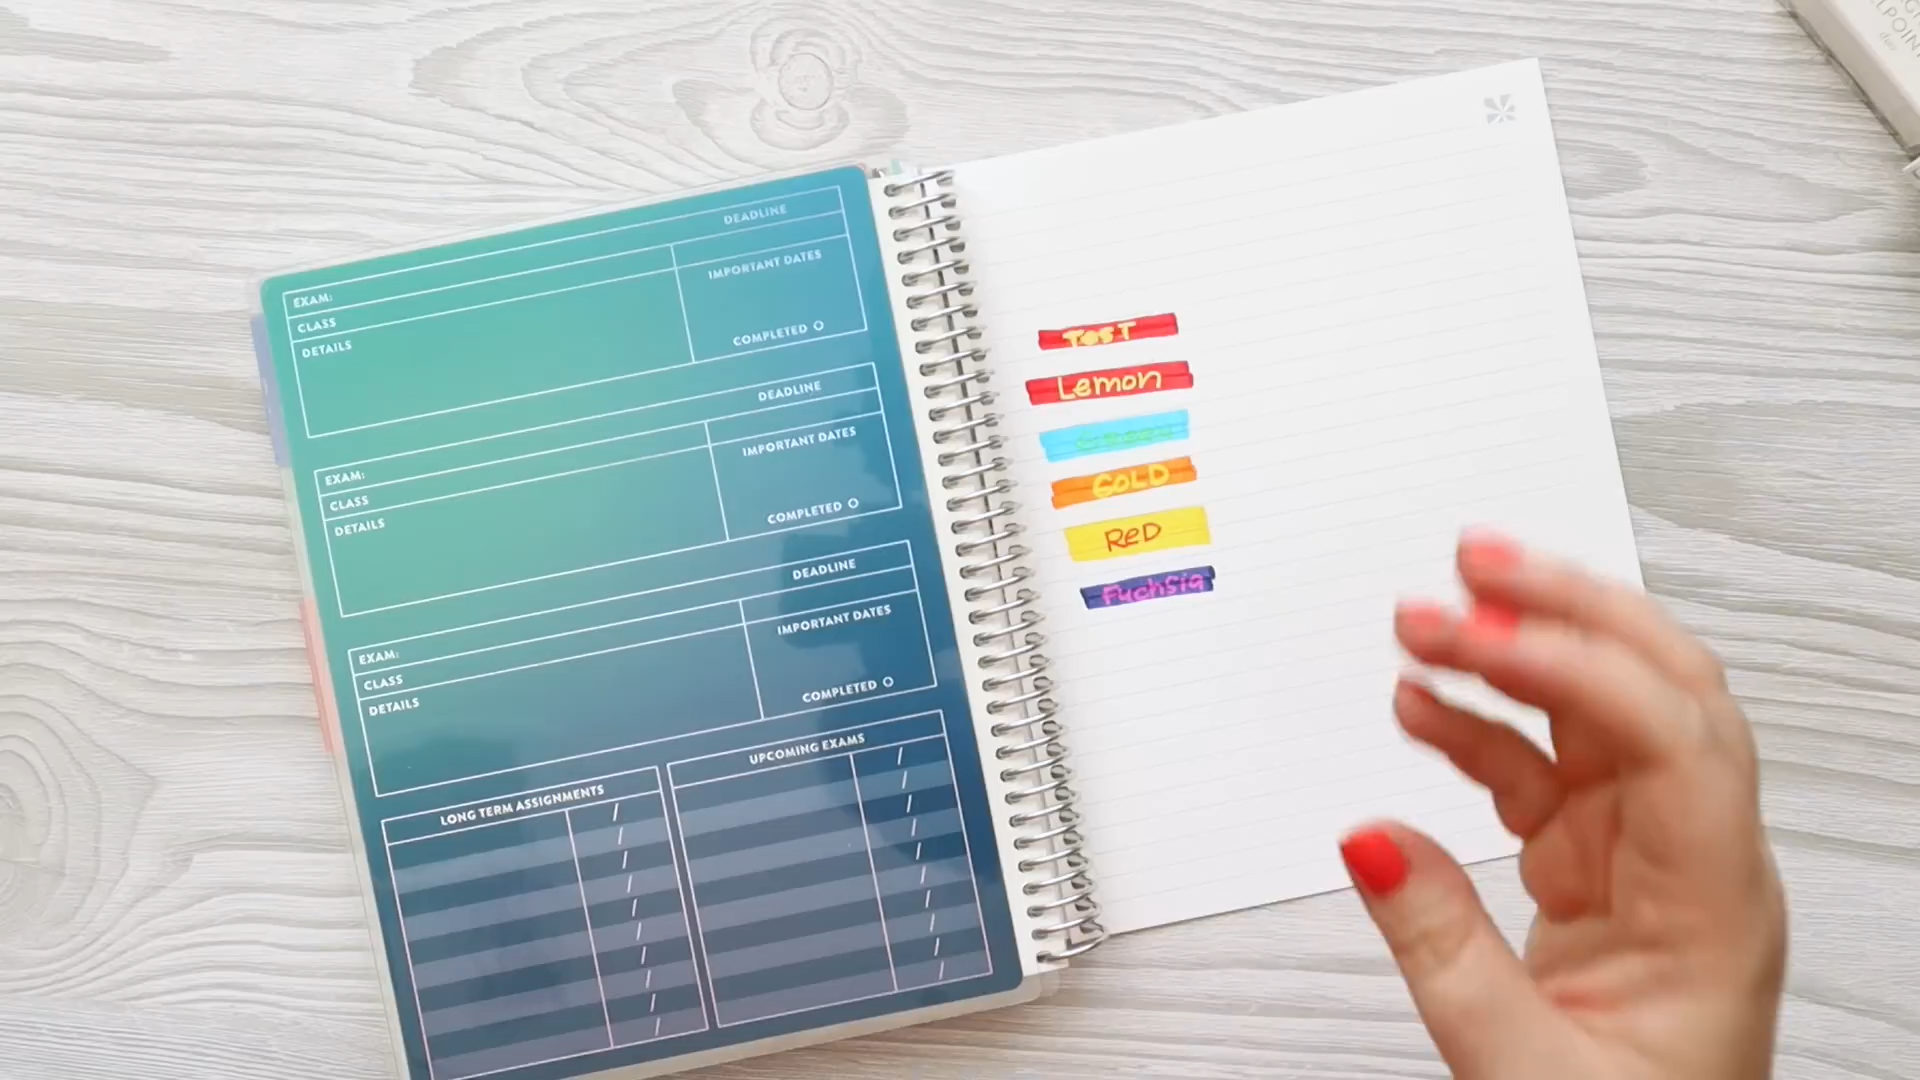 DEADLINE
EXAM:
CLASS
IMPORTANT DATES
DETAILS
COMPLETED
DEADLINE
EXAM:
CLASS
IMPORTANT DATES
DETAILS
COMPLETED
DEADLINE
EXAM:
CLASS
IMPORTANT DATES
DETAILS
COMPLETED
LONG TERM ASSIGNMENTS
/
/
/
/
/
/
/
/
UPCOMING EXAMS
/
/
/
/
/
/
/
/
TeST
Lemon
GOLD
ReD
Fuchsia